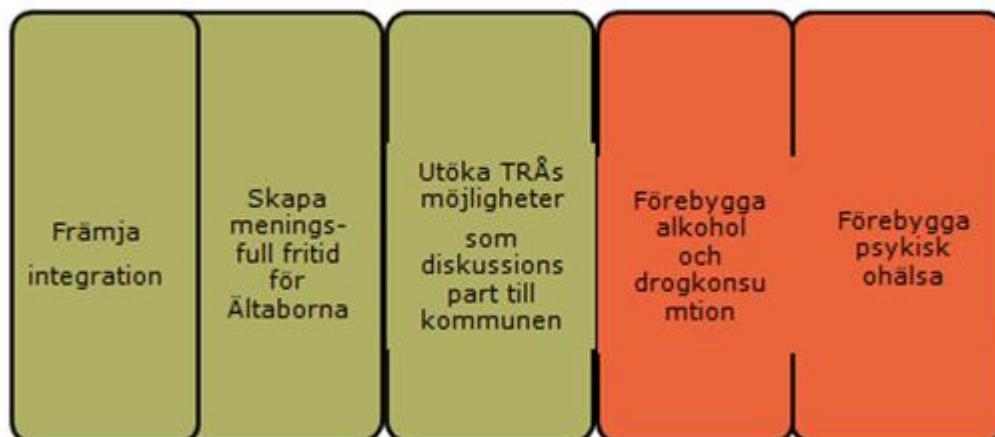 Främja
integration
Skapa
menings-
full fritid
för
Ältaborna
Utöka TRÅs
möjligheter
som
diskussions
part till
kommunen
Förebygga
alkohol
och
drogkonsu
mtion
Förebygga
psykisk
ohälsa